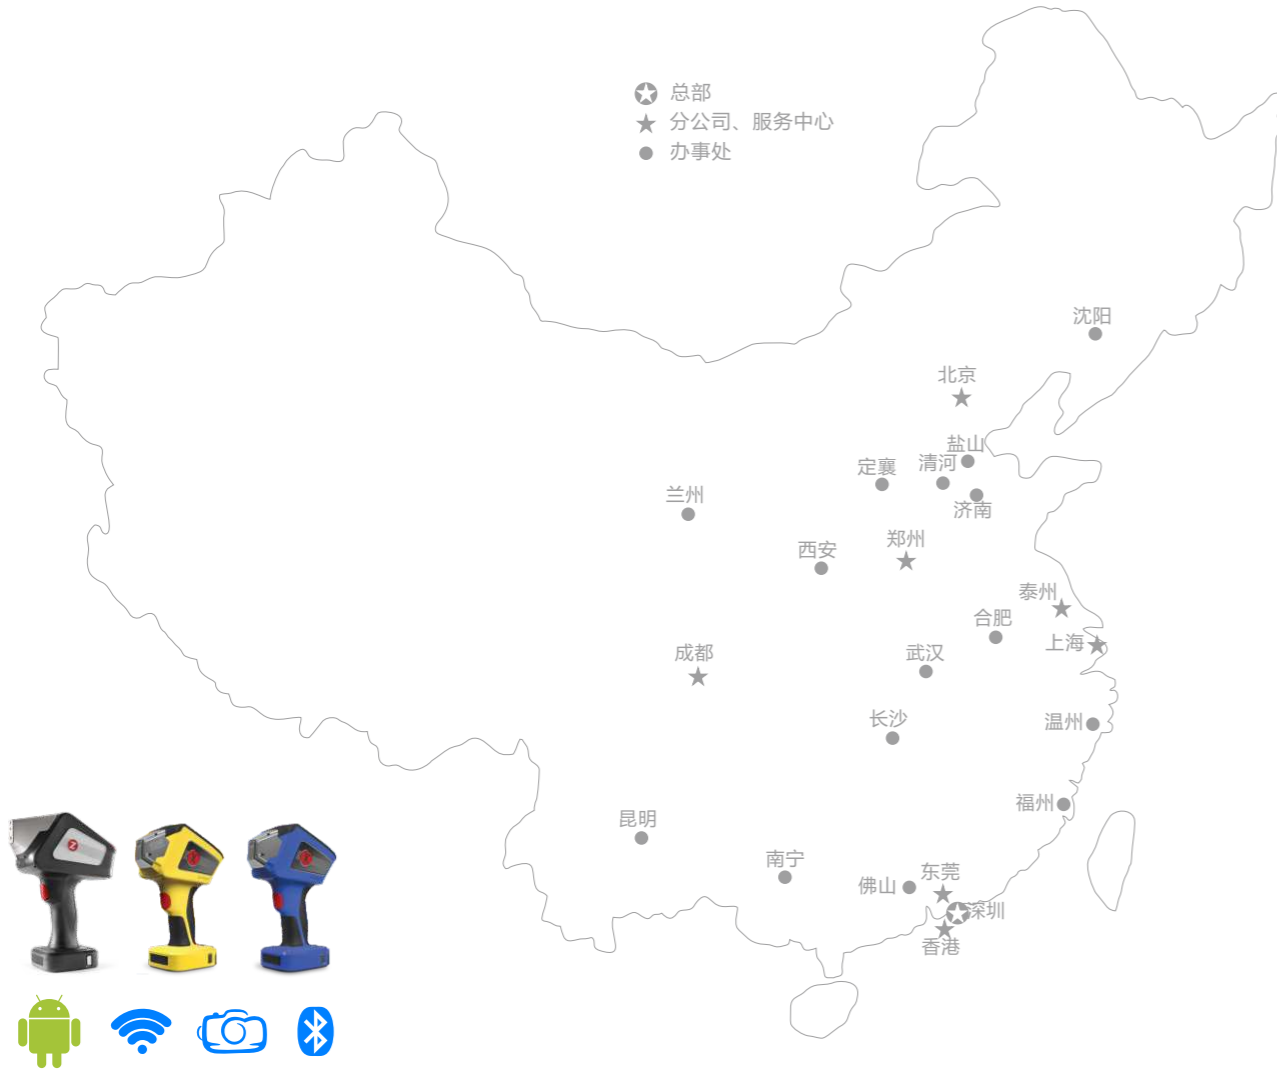 总部
分公司、服务中心
办事处
沈阳
北京
盐山
清河
定襄
济南
兰州
郑州
西安
泰州
合肥
上海
武汉
成都
长沙
温州
福州
昆明
南宁
东莞
佛山
深圳
香港
Z
Z
Z